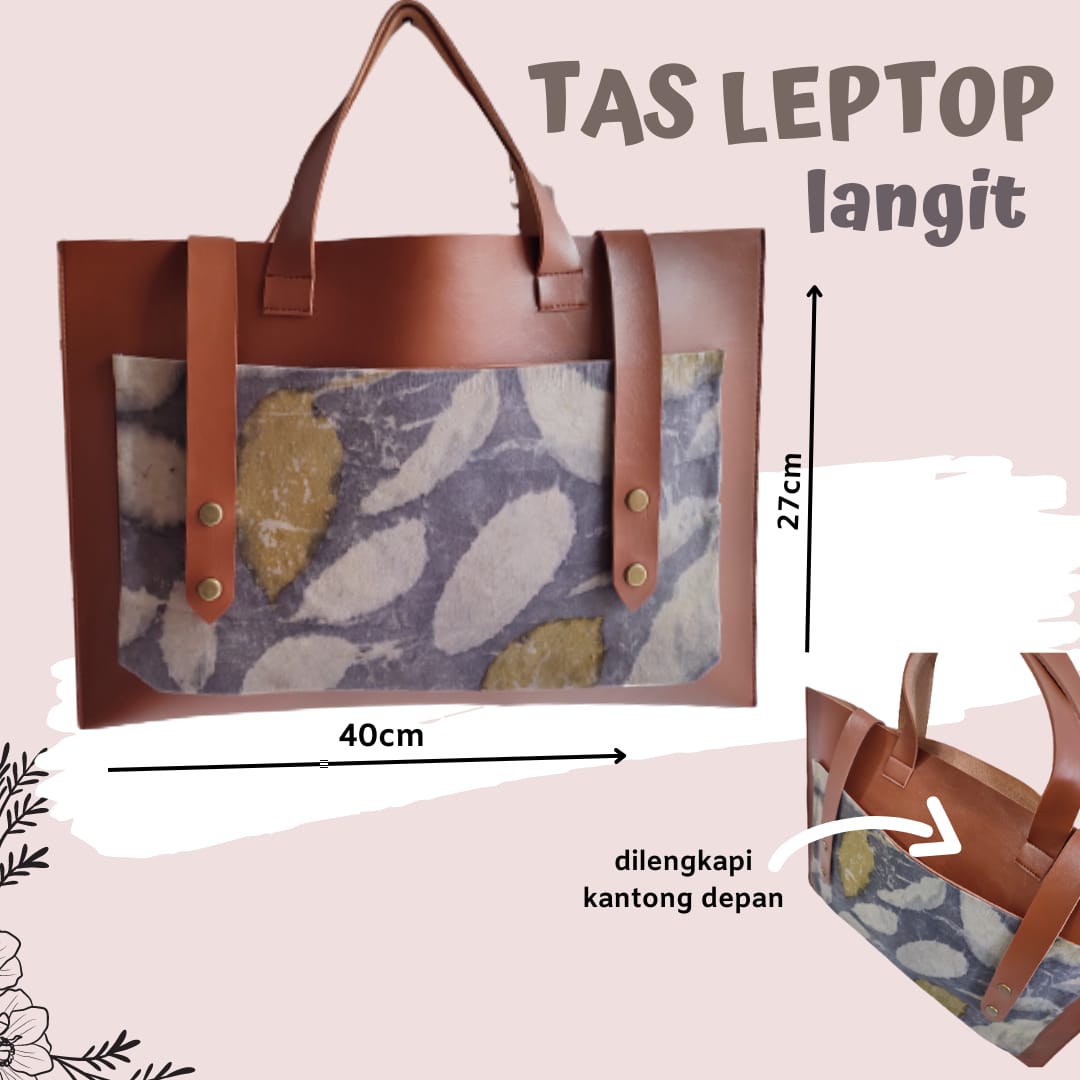 TAS LEPTOP
langit
27cm
40cm
dilengkapi
kantong depan